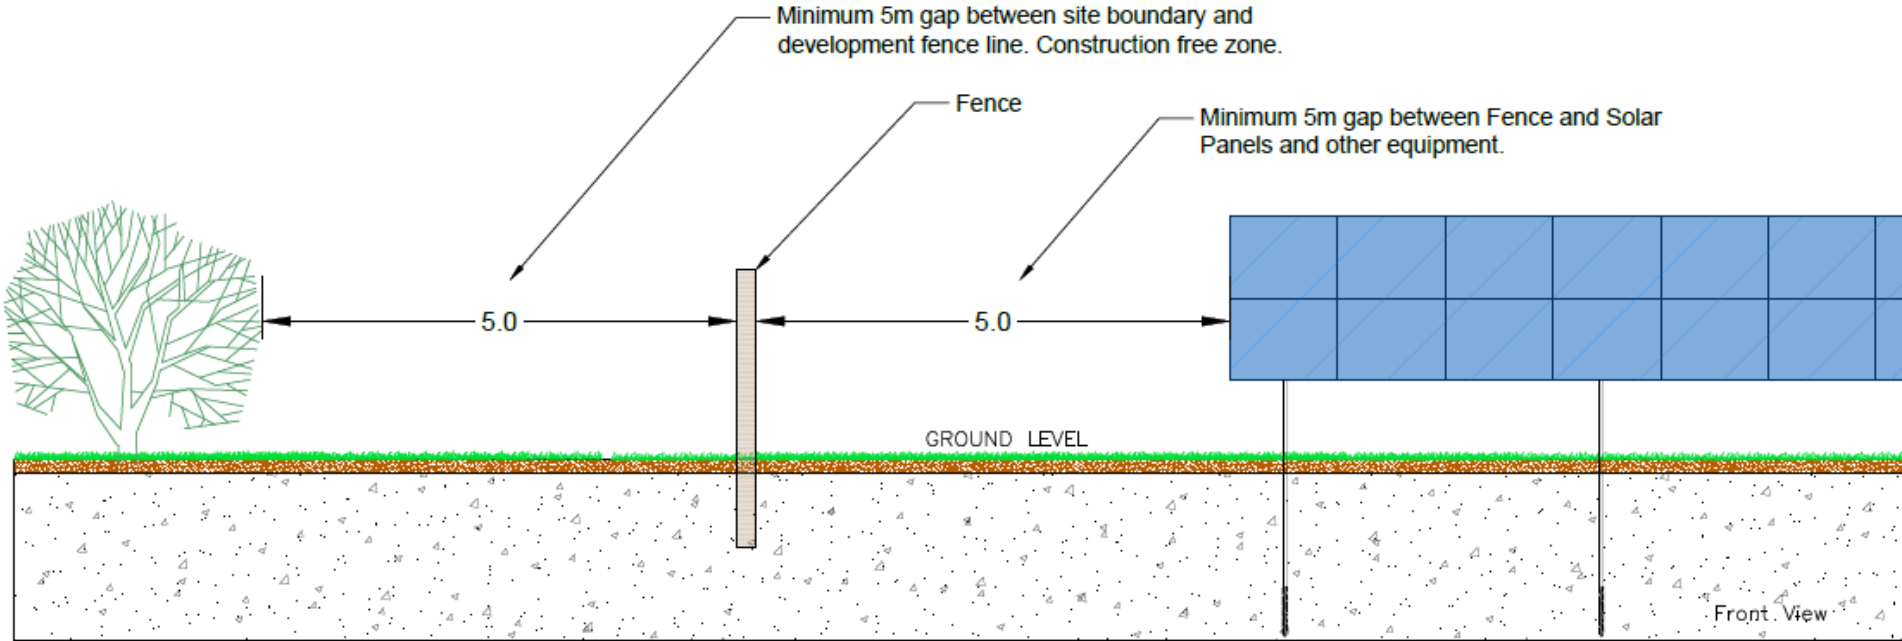 Minimum 5m gap between site boundary and
development fence line. Construction free zone.
Fence
Minimum 5m gap between Fence and Solar
Panels and other equipment.
5.0
5.0
GROUND LEVEL
Front View